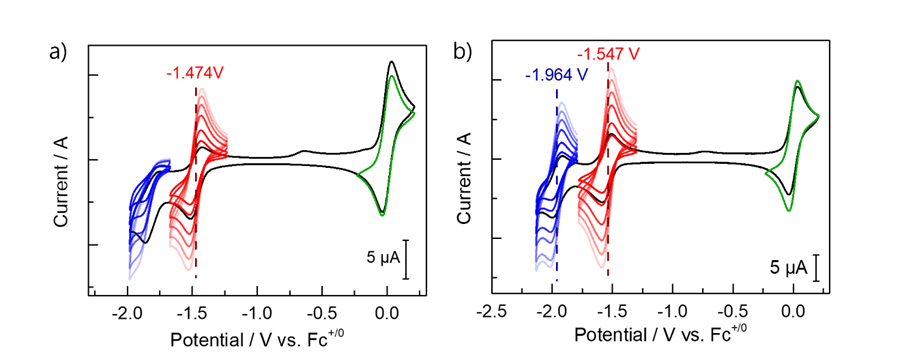 a)
-1.474V
Current / A
5 µA
-2.0 -1.5 -1.0 -0.5 0.0
Potential / V vs. Fc+/0
b)
-1.547 V
-1.964 V
Current / A
5 µA
-2.5 -2.0 -1.5 -1.0 -0.5 0.0
Potential / V vs. Fc+/0